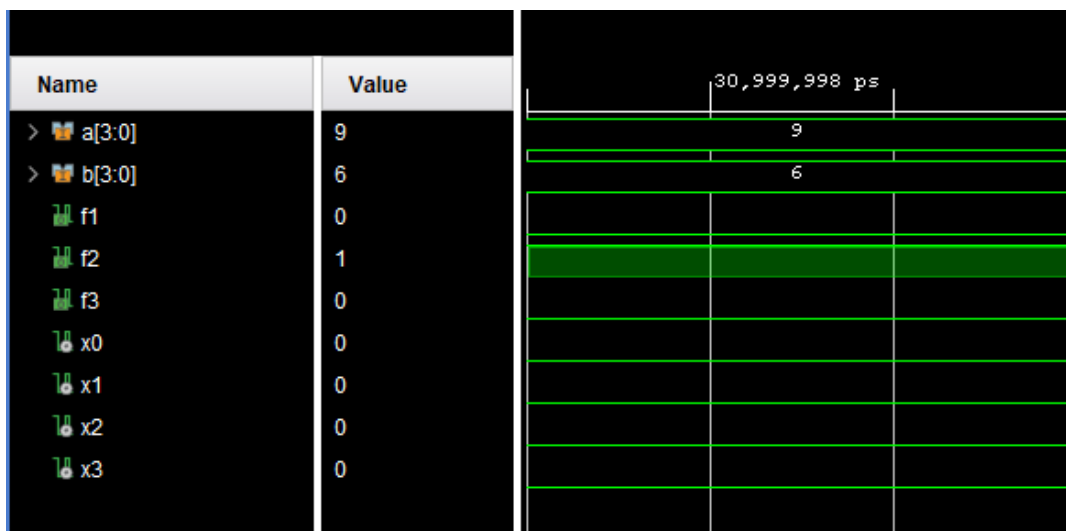 30,999,998 ps
Name Value
> a[3:0] 9 9
> b[3:0] 6 6
f1 0
f2 1
f3 0
x0 0
x1 0
x2 0
x3 0